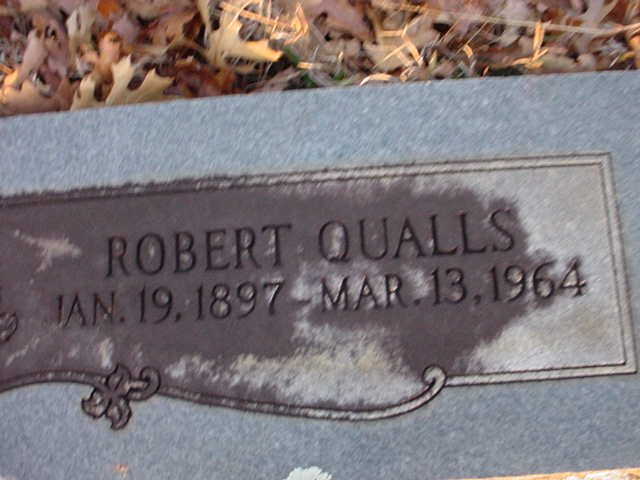 ROBERT QUALLS
JAN. 19, 1897 - MAR. 13, 1964